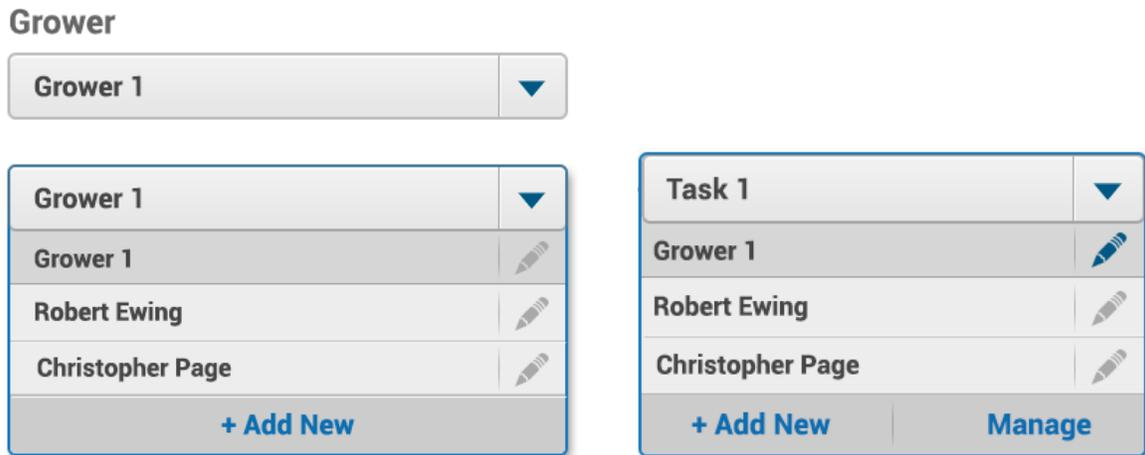 Grower
Grower 1
Grower 1
Grower 1
Robert Ewing
Christopher Page
+ Add New
Task 1
Grower 1
Robert Ewing
Christopher Page
+ Add New Manage